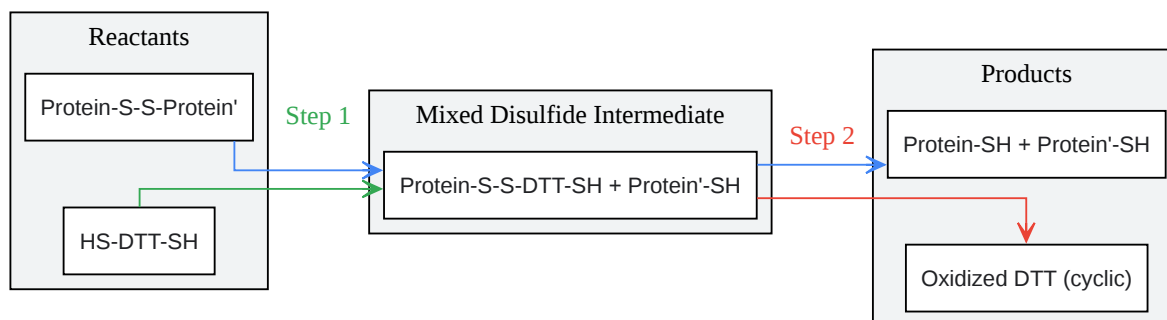 Reactants
Protein-S-S-Protein'
HS-DTT-SH
Step 1
Mixed Disulfide Intermediate
Protein-S-S-DTT-SH + Protein'-SH
Step 2
Products
Protein-SH + Protein'-SH
Oxidized DTT (cyclic)